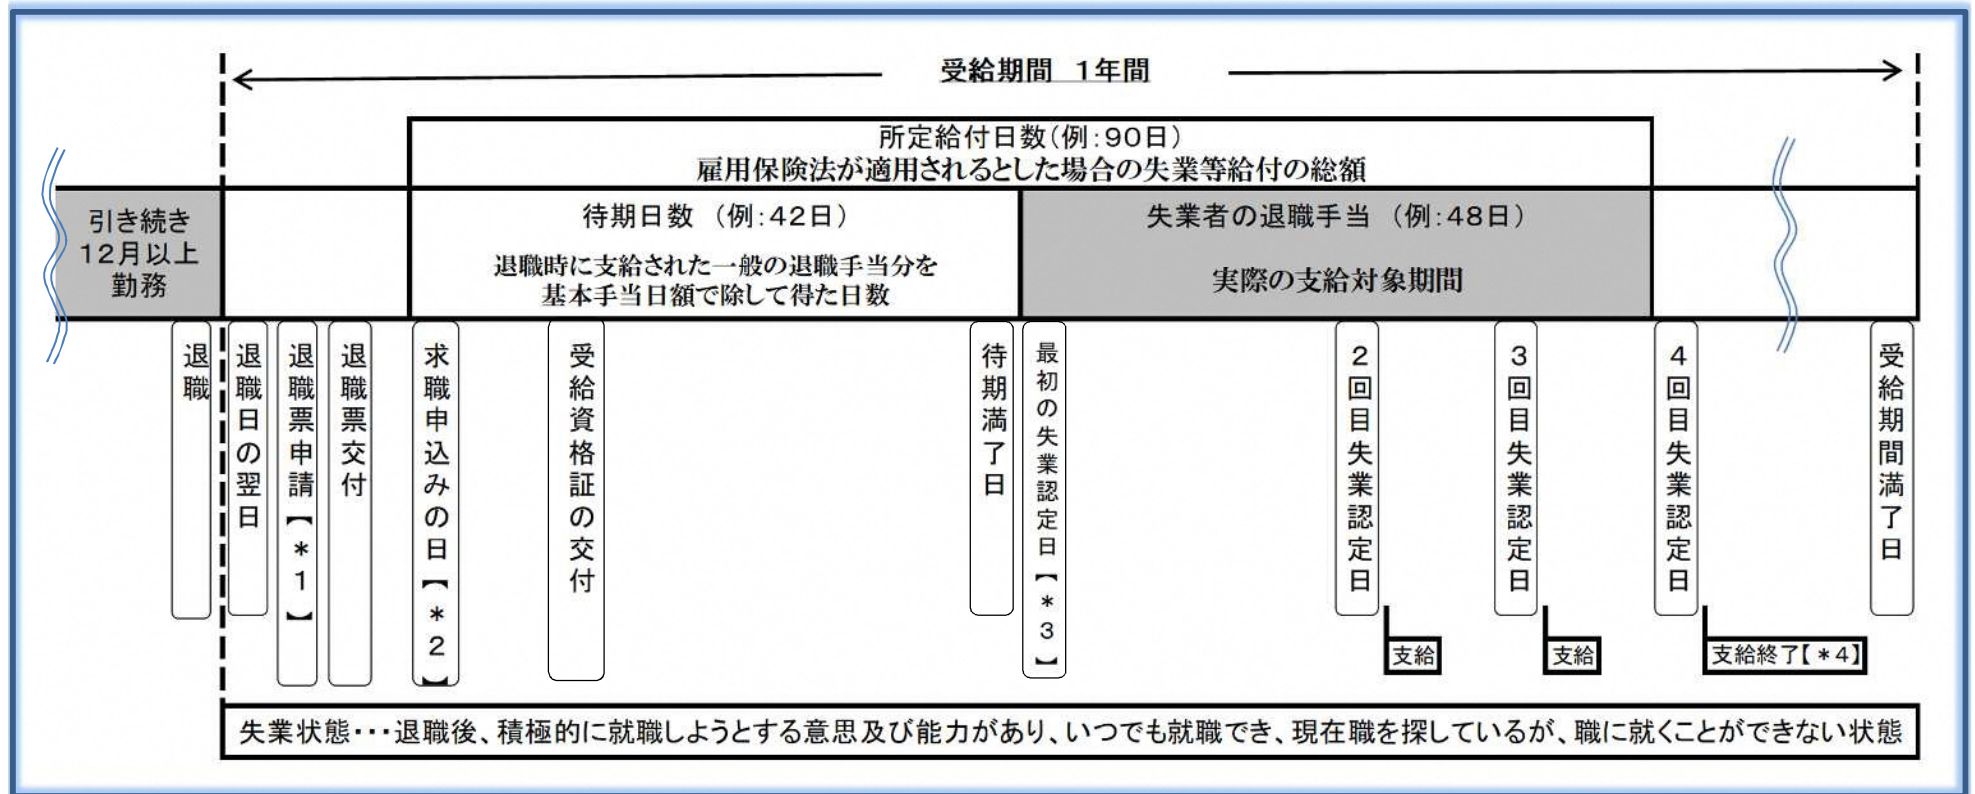 受給期間 1年間
所定給付日数(例:90日)
雇用保険法が適用されるとした場合の失業等給付の総額
引き続き
12月以上
勤務
待期日数 (例:42日)
退職時に支給された一般の退職手当分を
基本手当日額で除して得た日数
失業者の退職手当 (例:48日)
実際の支給対象期間
退職
退職日の翌日
退職票申請【*1】
退職票交付
求職申込みの日【*2】
受給資格証の交付
待期満了日
最初の失業認定日【*3】
2回目失業認定日
3回目失業認定日
4回目失業認定日
受給期間満了日
支給
支給
支給終了【*4】
失業状態・・・退職後、積極的に就職しようとする意思及び能力があり、いつでも就職でき、現在職を探しているが、職に就くことができない状態